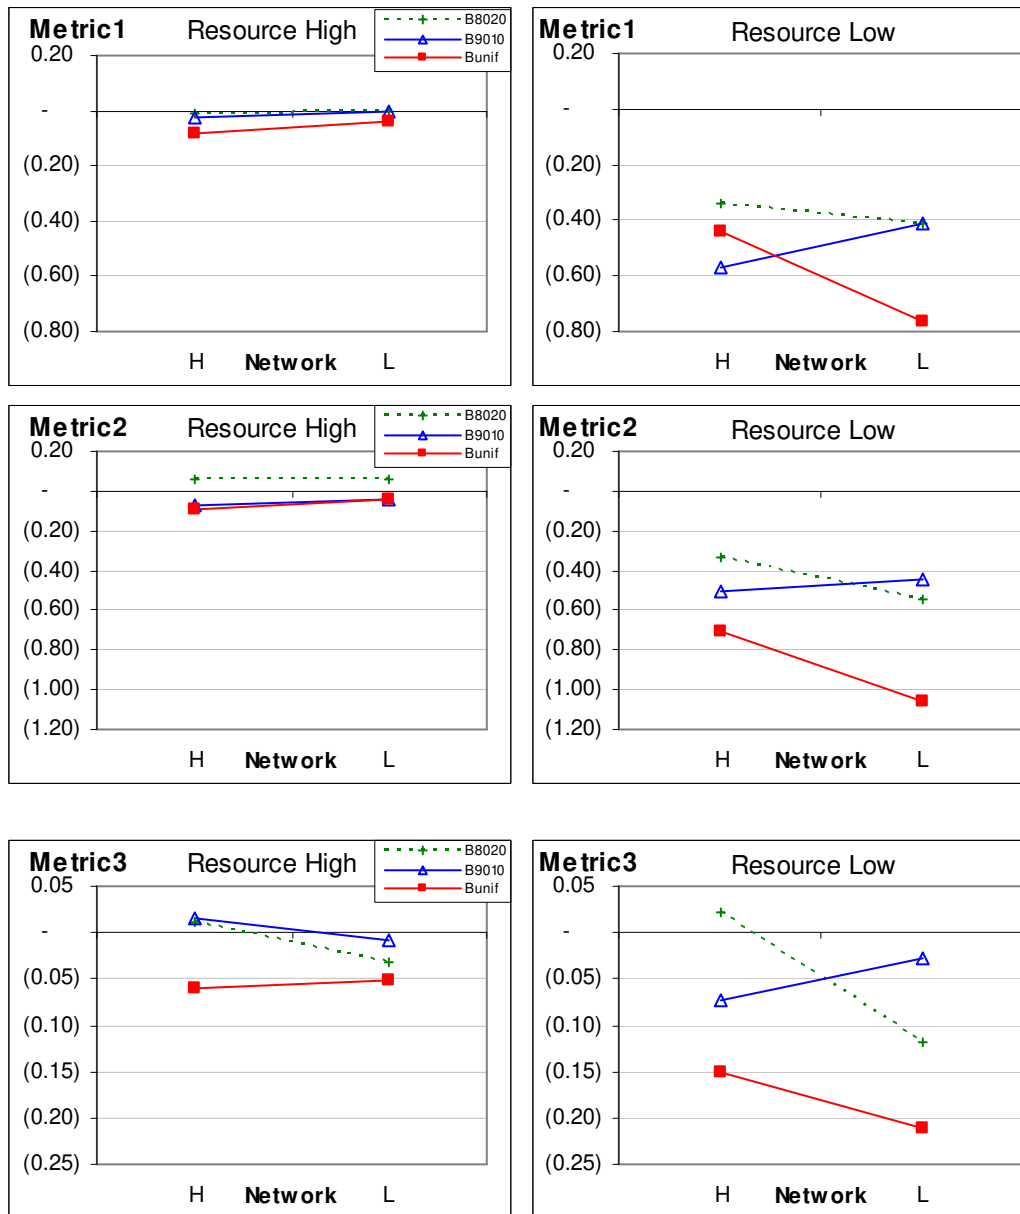 Metric1 Resource High
B8020
B9010
Bunif
0.20
-
(0.20)
(0.40)
(0.60)
(0.80)
H Network L
Metric1 Resource Low
0.20
-
(0.20)
(0.40)
(0.60)
(0.80)
H Network L
Metric2 Resource High
B8020
B9010
Bunif
0.20
-
(0.20)
(0.40)
(0.60)
(0.80)
(1.00)
(1.20)
H Network L
Metric2 Resource Low
0.20
-
(0.20)
(0.40)
(0.60)
(0.80)
(1.00)
(1.20)
H Network L
Metric3 Resource High
B8020
B9010
Bunif
0.05
-
(0.05)
(0.10)
(0.15)
(0.20)
(0.25)
H Network L
Metric3 Resource Low
0.05
-
(0.05)
(0.10)
(0.15)
(0.20)
(0.25)
H Network L